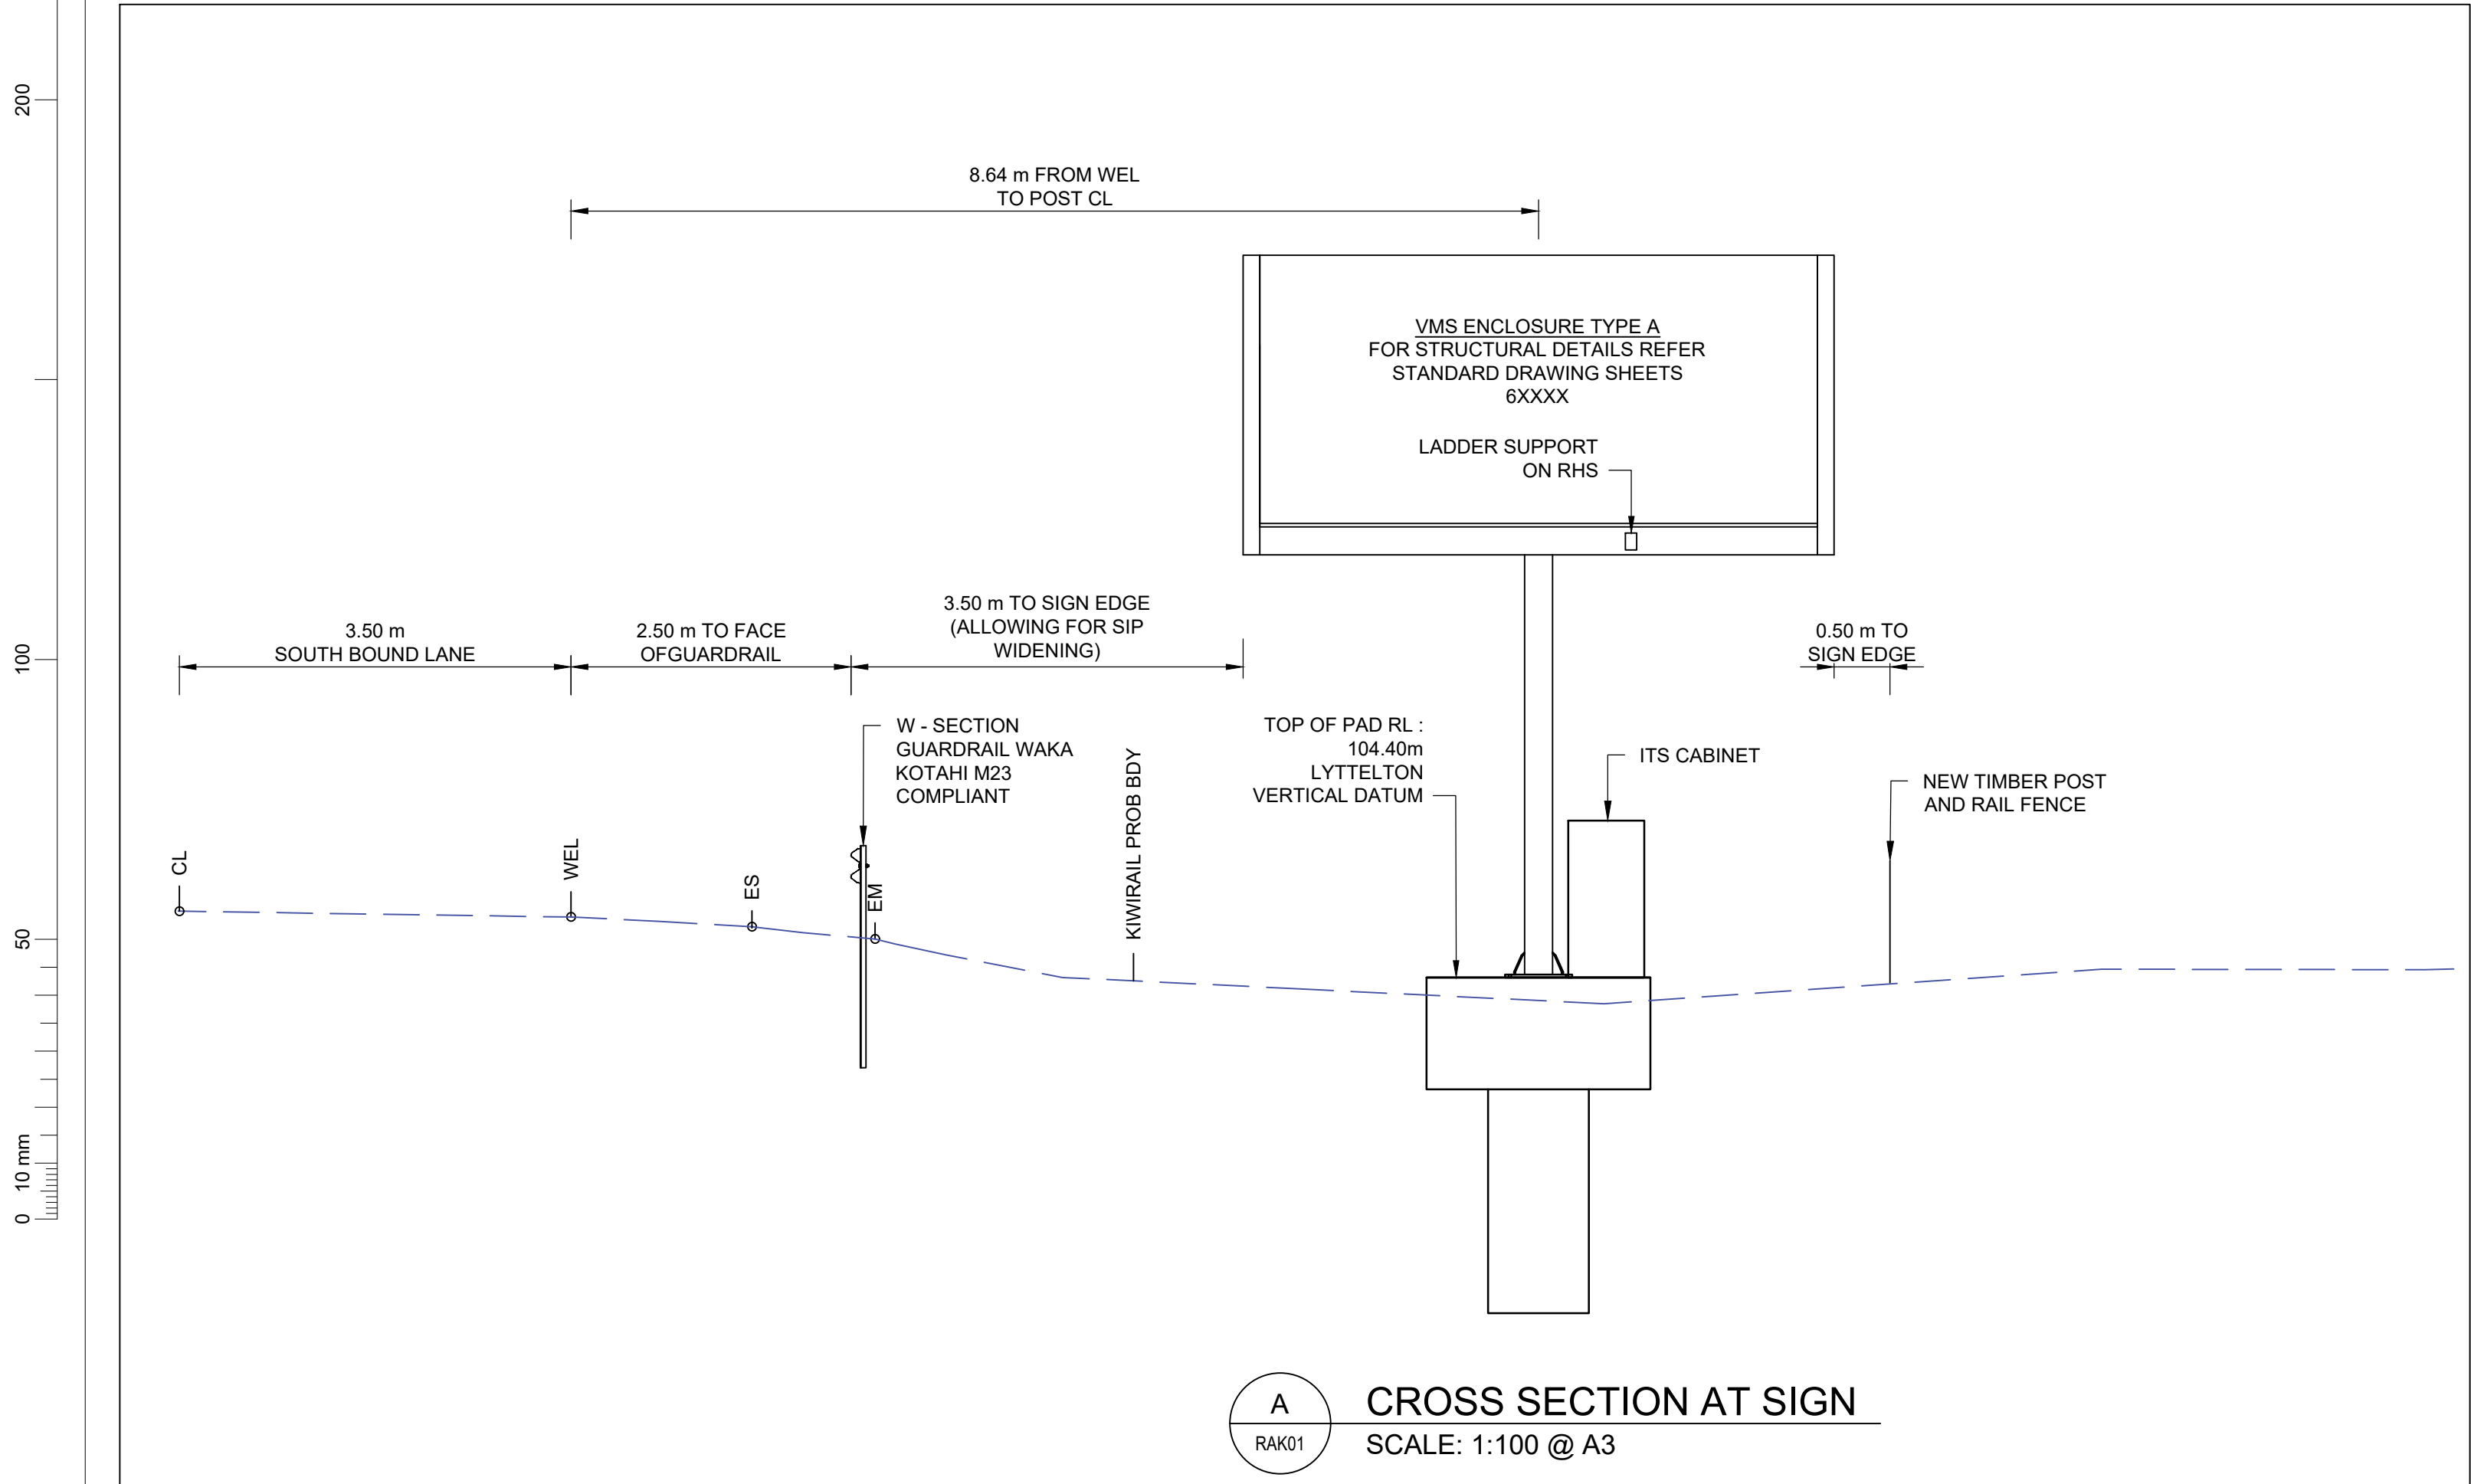 200
100
50
10 mm
0
8.64 m FROM WEL
TO POST CL
VMS ENCLOSURE TYPE A
FOR STRUCTURAL DETAILS REFER
STANDARD DRAWING SHEETS
6XXXX
LADDER SUPPORT
ON RHS
3.50 m
SOUTH BOUND LANE
2.50 m TO FACE
OFGUARDRAIL
3.50 m TO SIGN EDGE
(ALLOWING FOR SIP
WIDENING)
0.50 m TO
SIGN EDGE
W - SECTION
GUARDRAIL WAKA
KOTAHI M23
COMPLIANT
KIWIRAIL PROB BDY
TOP OF PAD RL :
104.40m
LYTTELTON
VERTICAL DATUM
ITS CABINET
NEW TIMBER POST
AND RAIL FENCE
CL
WEL
ES
EM
A
RAK01
CROSS SECTION AT SIGN
SCALE: 1:100 @ A3